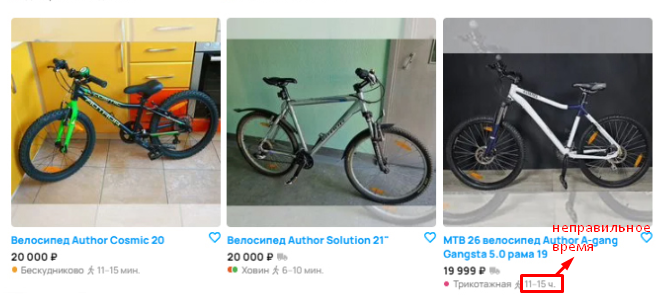 Велосипед Author Cosmic 20
20 000 ₽
Бескудниково 11–15 мин.
Велосипед Author Solution 21"
20 000 ₽
Ховин 6–10 мин.
MTB 26 велосипед Author A-gang
Gangsta 5.0 рама 19
19 999 ₽
Трикотажная 11–15 ч.
неправильное
время